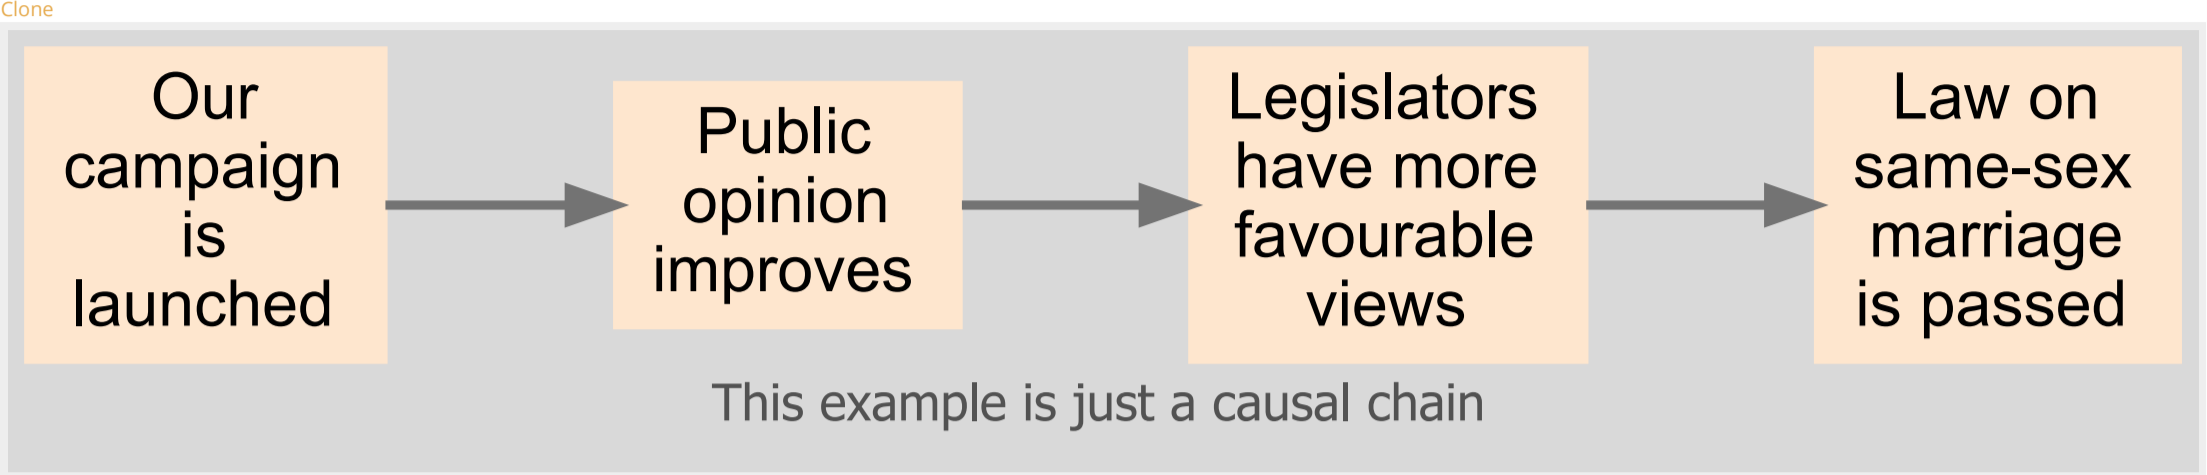 Clone
Our
campaign
is
launched
Public
opinion
improves
Legislators
have more
favourable
views
Law on
same-sex
marriage
is passed
This example is just a causal chain